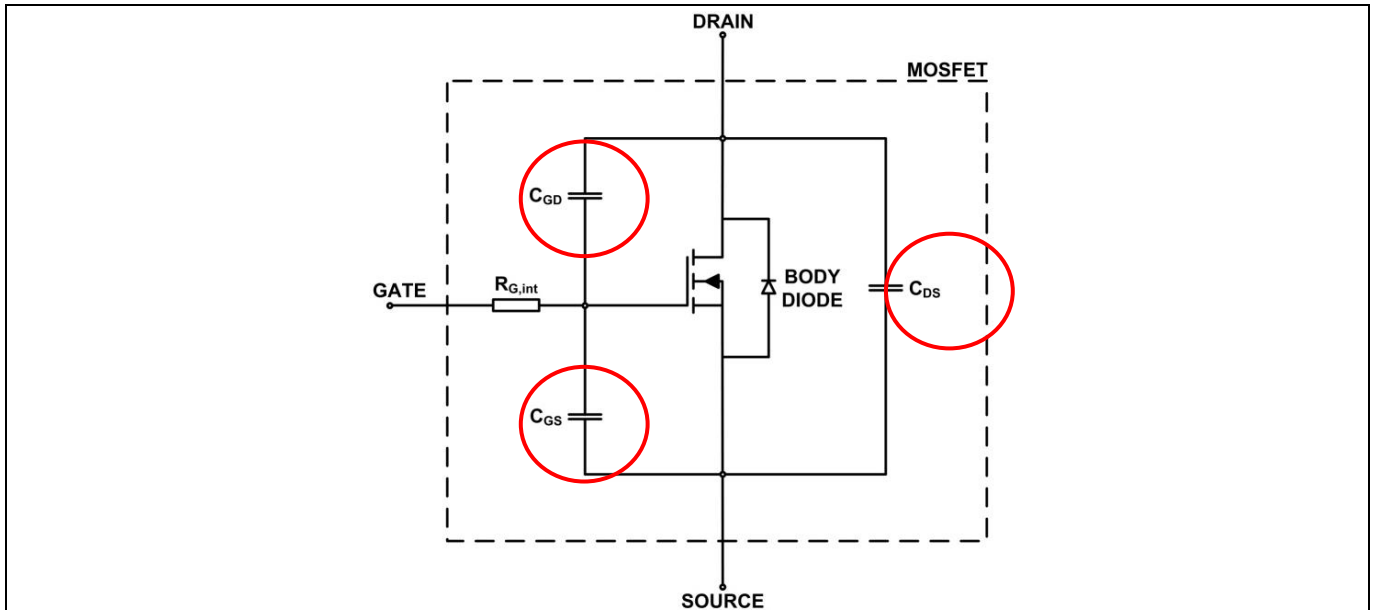 DRAIN
MOSFET
CGD
GATE
RG,int
BODY
DIODE
CDS
CGS
SOURCE